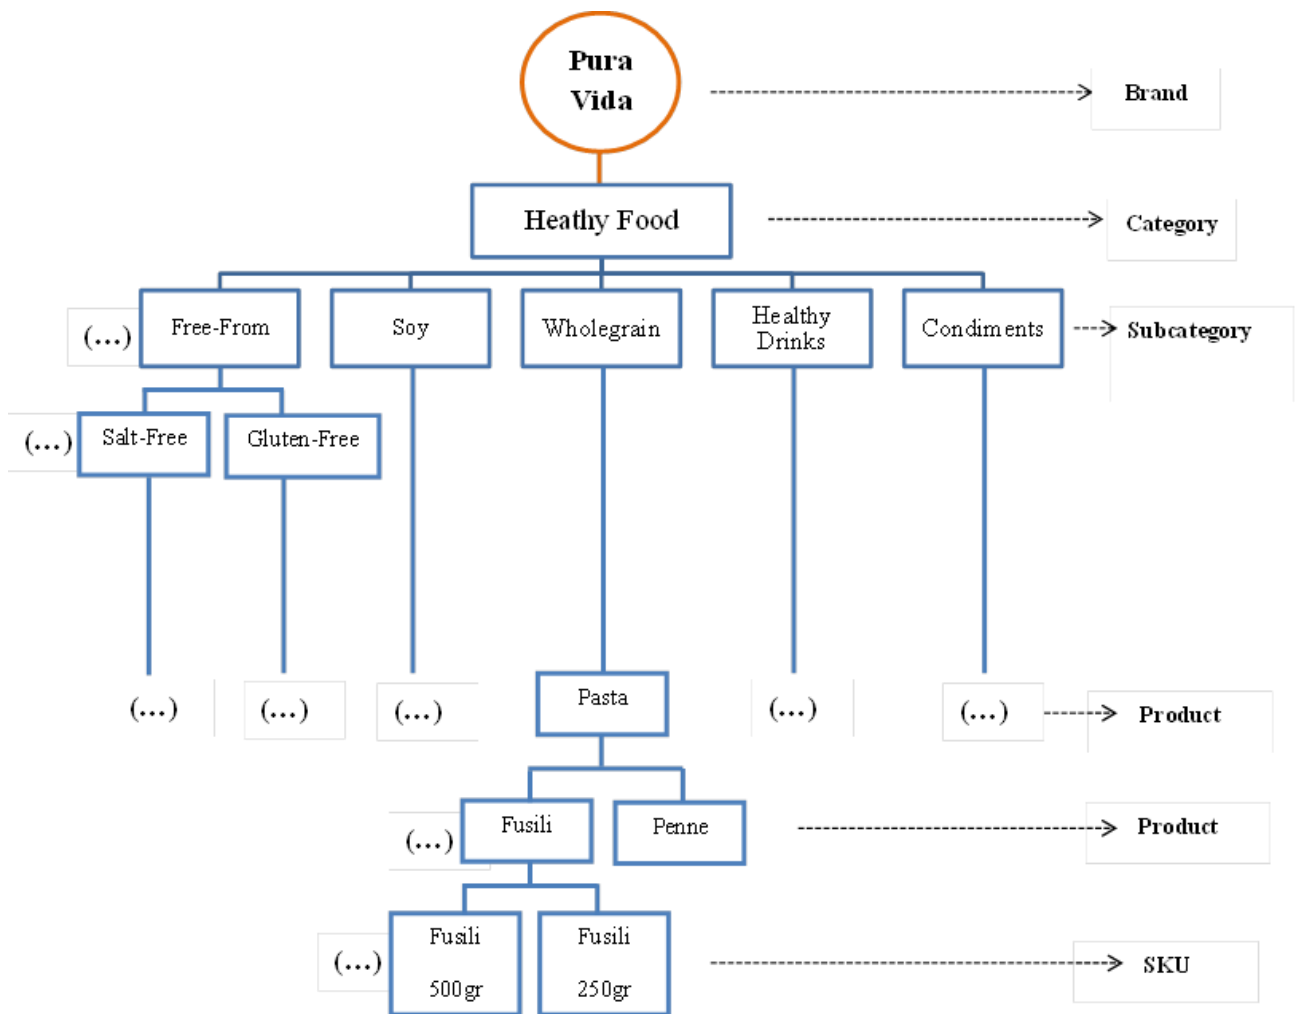 Pura
Vida
Brand
Heathy Food
Category
(...)
Free-From
Soy
Wholegrain
Healthy
Drinks
Condiments
Subcategory
(...)
Salt-Free
Gluten-Free
(...)
(...)
(...)
Pasta
(...)
(...)
Product
(...)
Fusili
Penne
Product
(...)
Fusili
500gr
Fusili
250gr
SKU